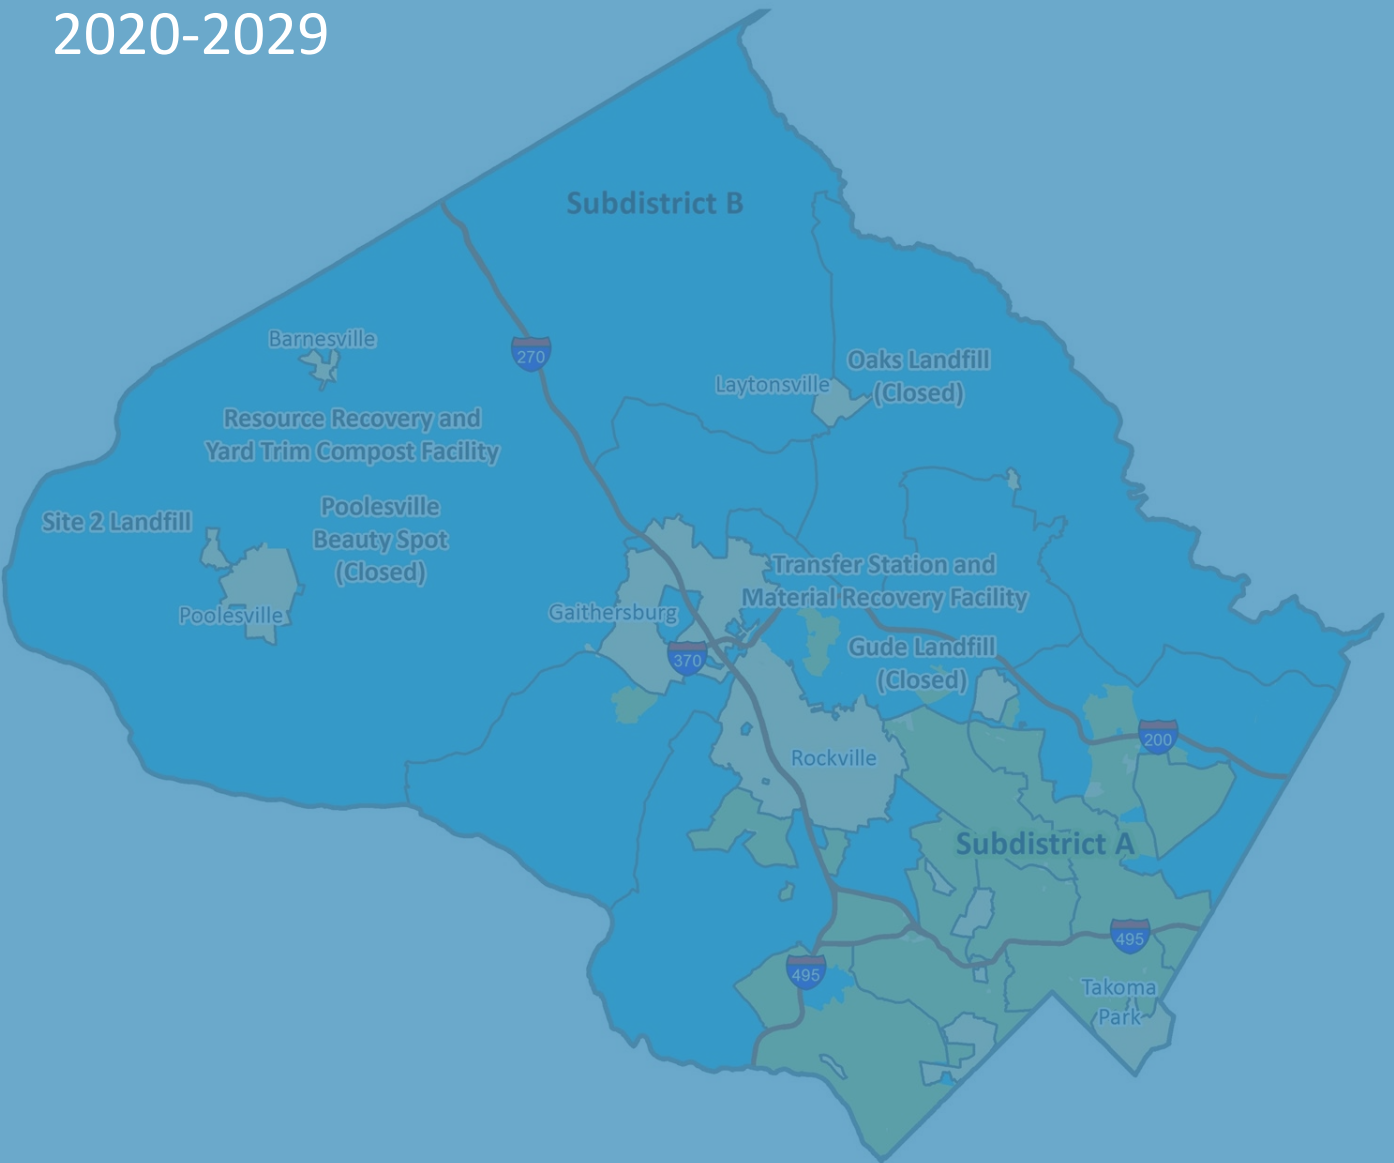 2020-2029
Subdistrict B
Barnesville
270
Oaks Landfill
(Closed)
Laytonsville
Resource Recovery and
Yard Trim Compost Facility
Site 2 Landfill
Poolesville
Beauty Spot
(Closed)
Poolesville
Transfer Station and
Material Recovery Facility
Gaithersburg
370
Gude Landfill
(Closed)
200
Rockville
Subdistrict A
495
495
Takoma
Park